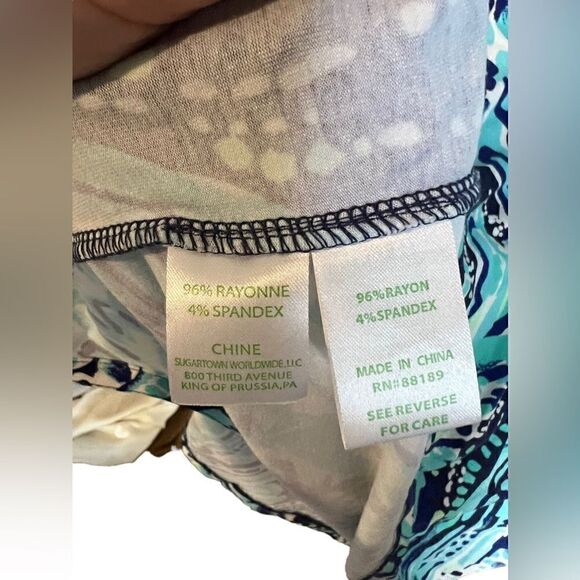 96% RAYONNE
4% SPANDEX
CHINE
SUGARTOWN WORLDWIDE, LLC
800 THIRD AVENUE
KING OF PRUSSIA, PA
96% RAYON
4% SPANDEX
MADE IN CHINA
RN# 88189
SEE REVERSE
FOR CARE